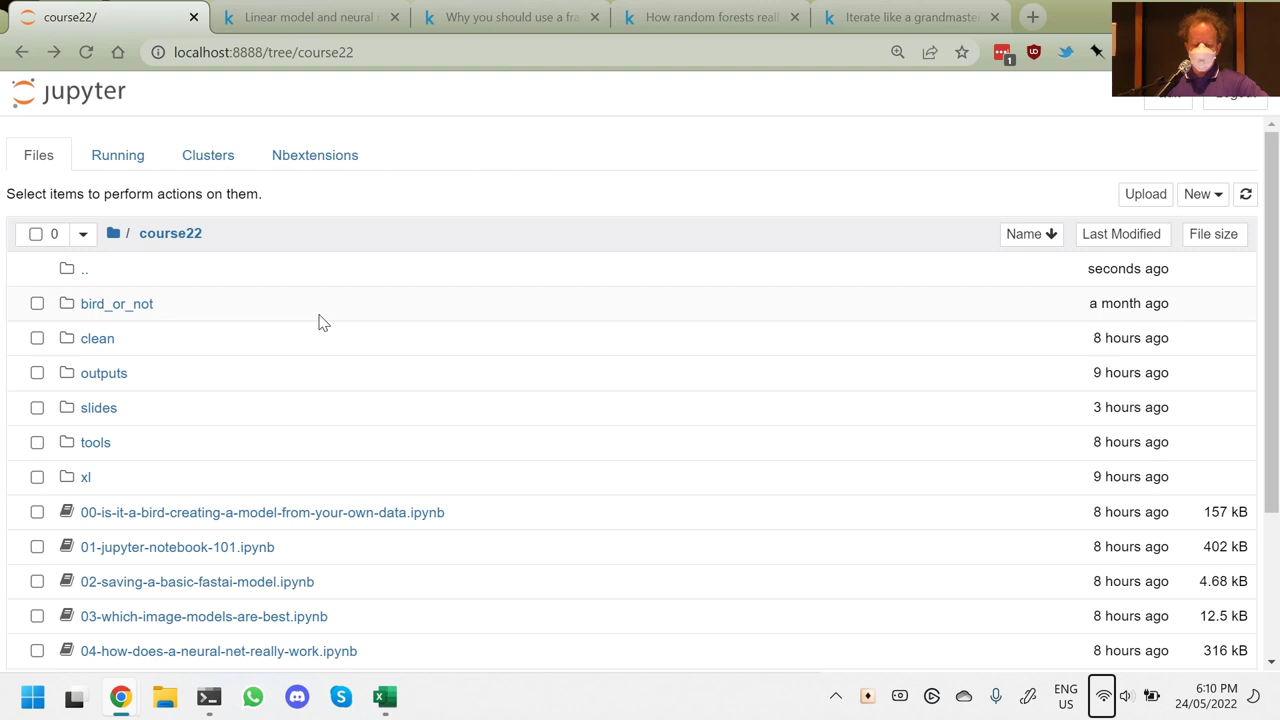 course22/
Linear model and neural
Why you should use a fra
How random forests reall
Iterate like a grandmaste
localhost:8888/tree/course22
1
jupyter
Files
Running
Clusters
Nbextensions
Select items to perform actions on them.
Upload
New
0
/ course22
Name
Last Modified
File size
..
seconds ago
bird_or_not
a month ago
clean
8 hours ago
outputs
9 hours ago
slides
3 hours ago
tools
8 hours ago
xl
9 hours ago
00-is-it-a-bird-creating-a-model-from-your-own-data.ipynb
8 hours ago
157 kB
01-jupyter-notebook-101.ipynb
8 hours ago
402 kB
02-saving-a-basic-fastai-model.ipynb
8 hours ago
4.68 kB
03-which-image-models-are-best.ipynb
8 hours ago
12.5 kB
04-how-does-a-neural-net-really-work.ipynb
8 hours ago
316 kB
ENG
US
6:10 PM
24/05/2022